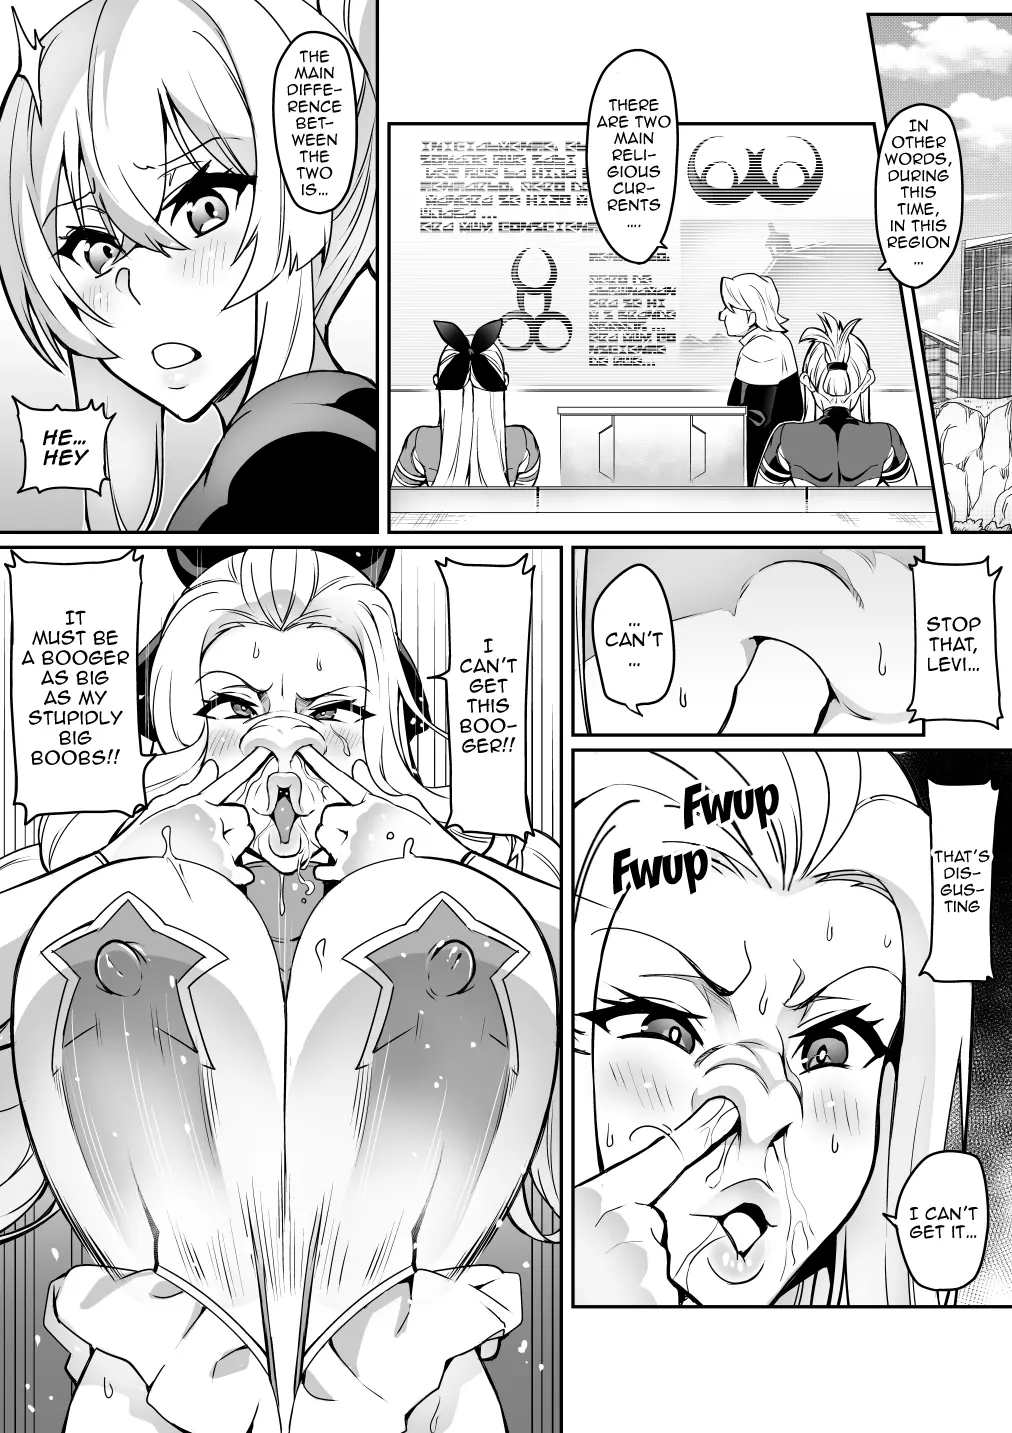 IN
OTHER
WORDS,
DURING
THIS
TIME,
IN THIS
REGION
...
THERE
ARE TWO
MAIN
RELI-
GIOUS
CUR-
RENTS
....
THE
MAIN
DIFFE-
RENCE
BET-
WEEN
THE
TWO
IS...
HE...
HEY
STOP
THAT,
LEVI...
...
CAN'T
...
THAT'S
DIS-
GUS-
TING
FWUP
FWUP
I CAN'T
GET IT...
I
CAN'T
GET
THIS
BOO-
GER!!
IT
MUST BE
A BOOGER
AS BIG
AS MY
STUPIDLY
BIG
BOOBS!!